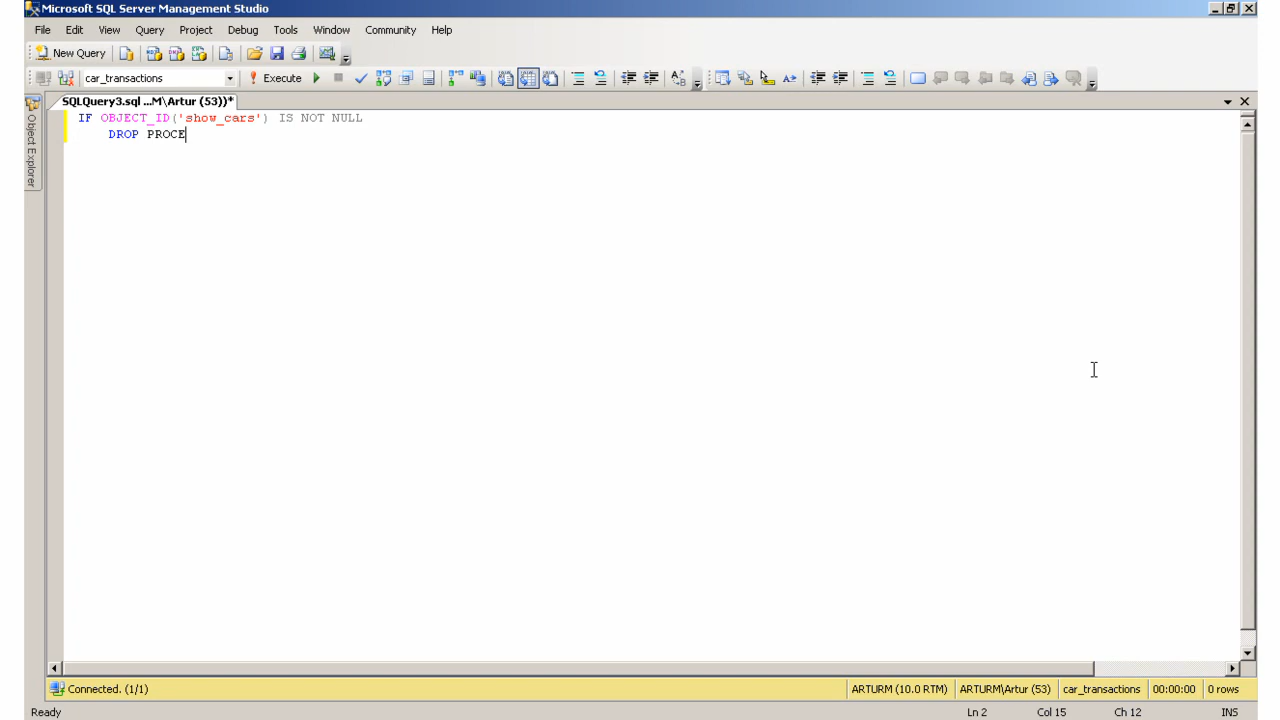 Microsoft SQL Server Management Studio
File Edit View Query Project Debug Tools Window Community Help
New Query
car_transactions Execute
SQLQuery3.sql ...M\Artur (53))*
Object Explorer
IF OBJECT_ID('show_cars') IS NOT NULL
DROP PROCE
Connected. (1/1) ARTURM (10.0 RTM) ARTURM\Artur (53) car_transactions 00:00:00 0 rows
Ready Ln 2 Col 15 Ch 12 INS